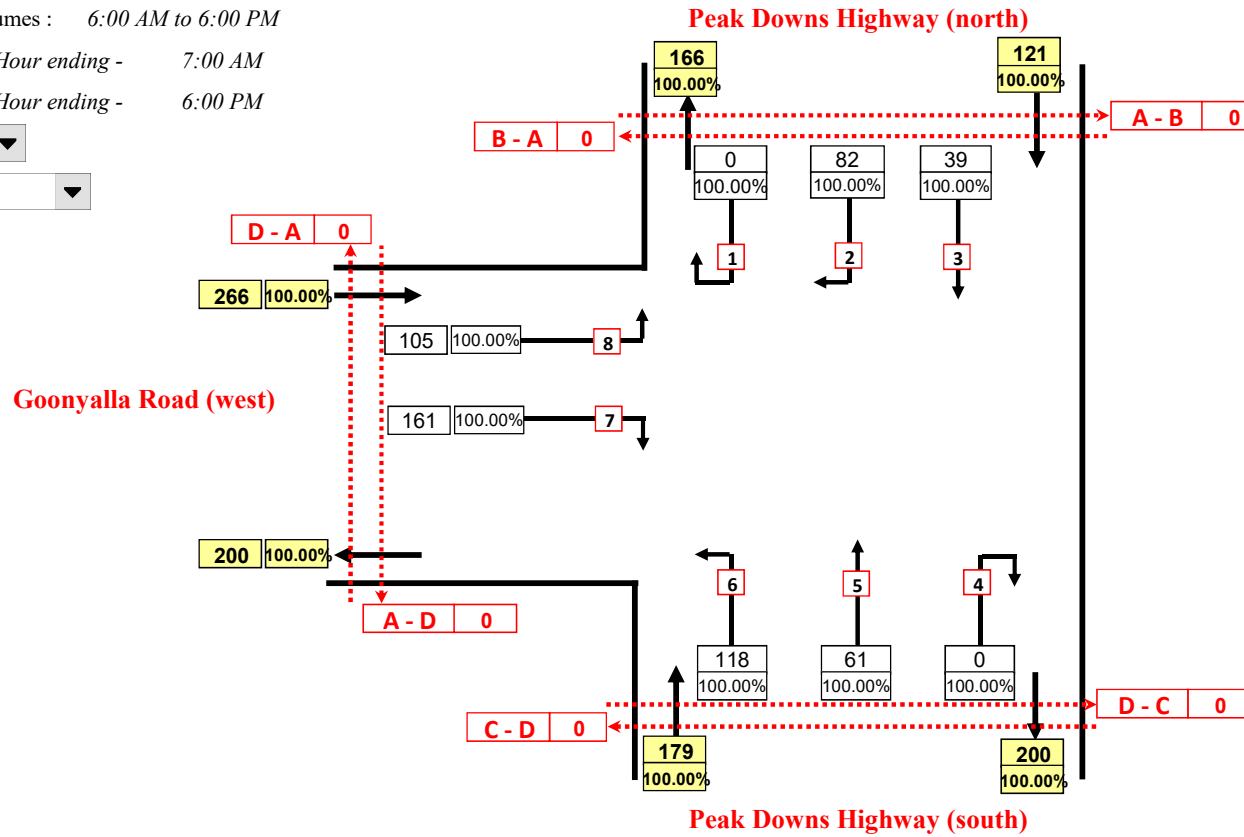 umes : 6:00 AM to 6:00 PM
Hour ending - 7:00 AM
Hour ending - 6:00 PM
Peak Downs Highway (north)
166
100.00%
121
100.00%
B - A 0
A - B 0
0
100.00%
82
100.00%
39
100.00%
1
2
3
D - A 0
266 100.00%
105 100.00% 8
Goonyalla Road (west)
161 100.00% 7
200 100.00%
A - D 0
6
5
4
118
100.00%
61
100.00%
0
100.00%
C - D 0
D - C 0
179
100.00%
200
100.00%
Peak Downs Highway (south)